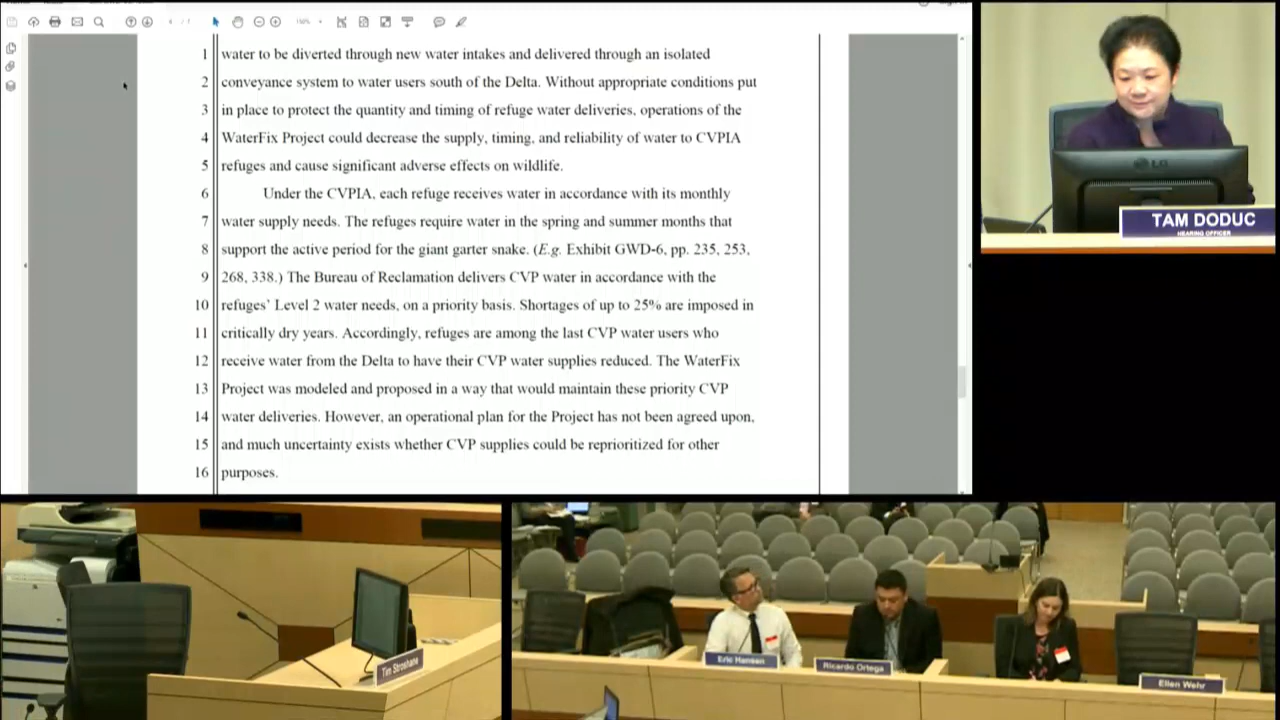 150%
1 water to be diverted through new water intakes and delivered through an isolated
2 conveyance system to water users south of the Delta. Without appropriate conditions put
3 in place to protect the quantity and timing of refuge water deliveries, operations of the
4 WaterFix Project could decrease the supply, timing, and reliability of water to CVPIA
5 refuges and cause significant adverse effects on wildlife.
6 Under the CVPIA, each refuge receives water in accordance with its monthly
7 water supply needs. The refuges require water in the spring and summer months that
8 support the active period for the giant garter snake. (E.g. Exhibit GWD-6, pp. 235, 253,
9 268, 338.) The Bureau of Reclamation delivers CVP water in accordance with the
10 refuges' Level 2 water needs, on a priority basis. Shortages of up to 25% are imposed in
11 critically dry years. Accordingly, refuges are among the last CVP water users who
12 receive water from the Delta to have their CVP water supplies reduced. The WaterFix
13 Project was modeled and proposed in a way that would maintain these priority CVP
14 water deliveries. However, an operational plan for the Project has not been agreed upon,
15 and much uncertainty exists whether CVP supplies could be reprioritized for other
16 purposes.
LG
TAM DODUC
HEARING OFFICER
Tim Stroshane
Eric Hansen
Ricardo Ortega
Ellen Wehr